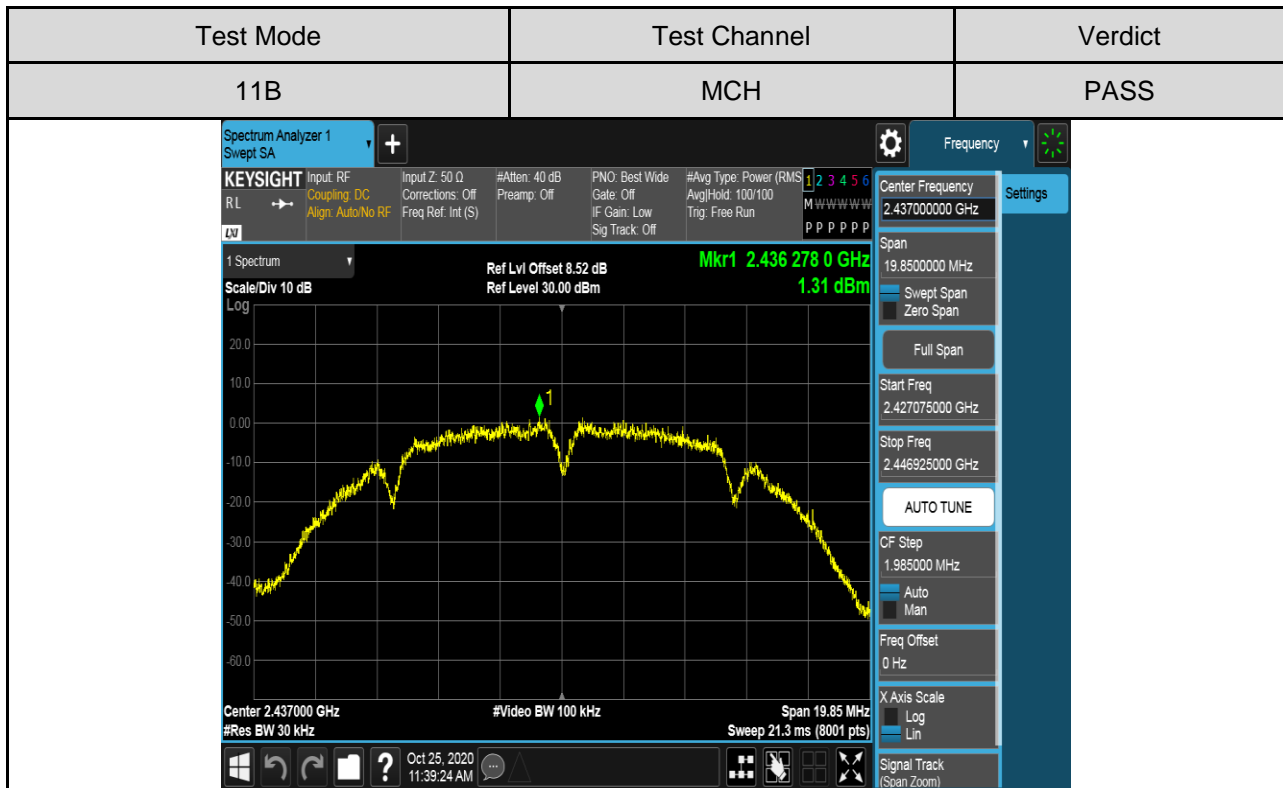 Test Mode Test Channel Verdict
11B MCH PASS
Spectrum Analyzer 1
Swept SA
+
Frequency
KEYSIGHT
RL
LXI
Input: RF
Coupling: DC
Align: Auto/No RF
Input Z: 50 Ω
Corrections: Off
Freq Ref: Int (S)
#Atten: 40 dB
Preamp: Off
PNO: Best Wide
Gate: Off
IF Gain: Low
Sig Track: Off
#Avg Type: Power (RMS
Avg|Hold: 100/100
Trig: Free Run
1 2 3 4 5 6
M W W W W W
P P P P P P
1 Spectrum
Scale/Div 10 dB
Log
Ref Lvl Offset 8.52 dB
Ref Level 30.00 dBm
Mkr1 2.436 278 0 GHz
1.31 dBm
20.0
10.0
1
0.00
-10.0
-20.0
-30.0
-40.0
-50.0
-60.0
Center 2.437000 GHz
#Res BW 30 kHz
#Video BW 100 kHz
Span 19.85 MHz
Sweep 21.3 ms (8001 pts)
?
Oct 25, 2020
11:39:24 AM
Center Frequency
2.437000000 GHz
Settings
Span
19.8500000 MHz
Swept Span
Zero Span
Full Span
Start Freq
2.427075000 GHz
Stop Freq
2.446925000 GHz
AUTO TUNE
CF Step
1.985000 MHz
Auto
Man
Freq Offset
0 Hz
X Axis Scale
Log
Lin
Signal Track
(Span Zoom)